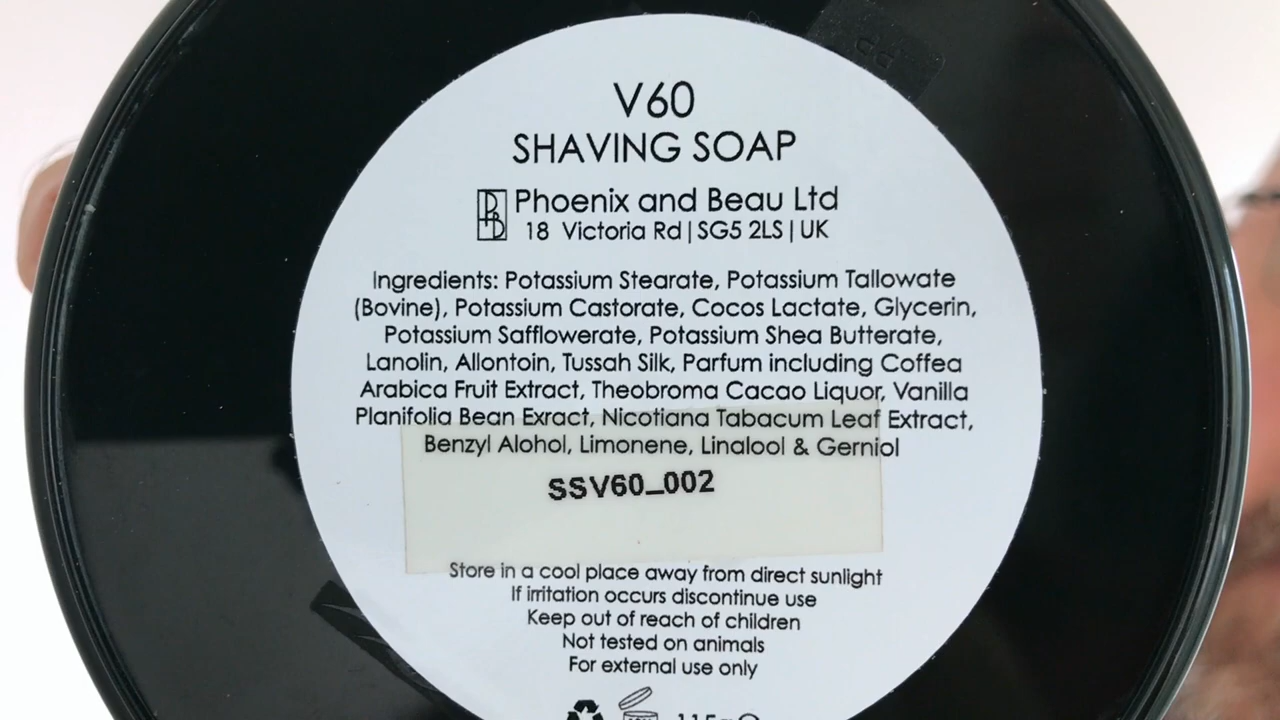 V60
SHAVING SOAP
Phoenix and Beau Ltd
18 Victoria Rd | SG5 2LS | UK
Ingredients: Potassium Stearate, Potassium Tallowate
(Bovine), Potassium Castorate, Cocos Lactate, Glycerin,
Potassium Safflowerate, Potassium Shea Butterate,
Lanolin, Allontoin, Tussah Silk, Parfum including Coffea
Arabica Fruit Extract, Theobroma Cacao Liquor, Vanilla
Planifolia Bean Exract, Nicotiana Tabacum Leaf Extract,
Benzyl Alohol, Limonene, Linalool & Gerniol
SSV60_002
Store in a cool place away from direct sunlight
If irritation occurs discontinue use
Keep out of reach of children
Not tested on animals
For external use only